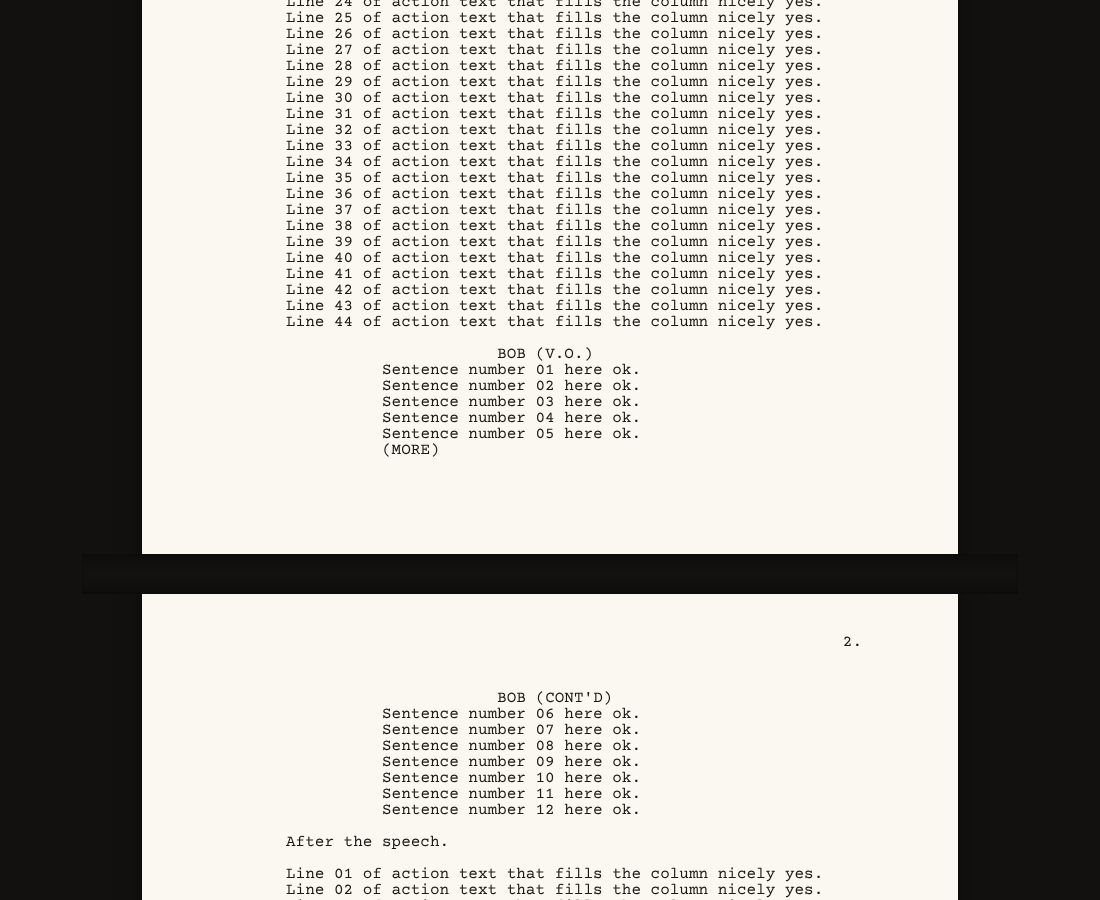 Line 24 of action text that fills the column nicely yes.
Line 25 of action text that fills the column nicely yes.
Line 26 of action text that fills the column nicely yes.
Line 27 of action text that fills the column nicely yes.
Line 28 of action text that fills the column nicely yes.
Line 29 of action text that fills the column nicely yes.
Line 30 of action text that fills the column nicely yes.
Line 31 of action text that fills the column nicely yes.
Line 32 of action text that fills the column nicely yes.
Line 33 of action text that fills the column nicely yes.
Line 34 of action text that fills the column nicely yes.
Line 35 of action text that fills the column nicely yes.
Line 36 of action text that fills the column nicely yes.
Line 37 of action text that fills the column nicely yes.
Line 38 of action text that fills the column nicely yes.
Line 39 of action text that fills the column nicely yes.
Line 40 of action text that fills the column nicely yes.
Line 41 of action text that fills the column nicely yes.
Line 42 of action text that fills the column nicely yes.
Line 43 of action text that fills the column nicely yes.
Line 44 of action text that fills the column nicely yes.
BOB (V.O.)
Sentence number 01 here ok.
Sentence number 02 here ok.
Sentence number 03 here ok.
Sentence number 04 here ok.
Sentence number 05 here ok.
(MORE)
2.
BOB (CONT'D)
Sentence number 06 here ok.
Sentence number 07 here ok.
Sentence number 08 here ok.
Sentence number 09 here ok.
Sentence number 10 here ok.
Sentence number 11 here ok.
Sentence number 12 here ok.
After the speech.
Line 01 of action text that fills the column nicely yes.
Line 02 of action text that fills the column nicely yes.